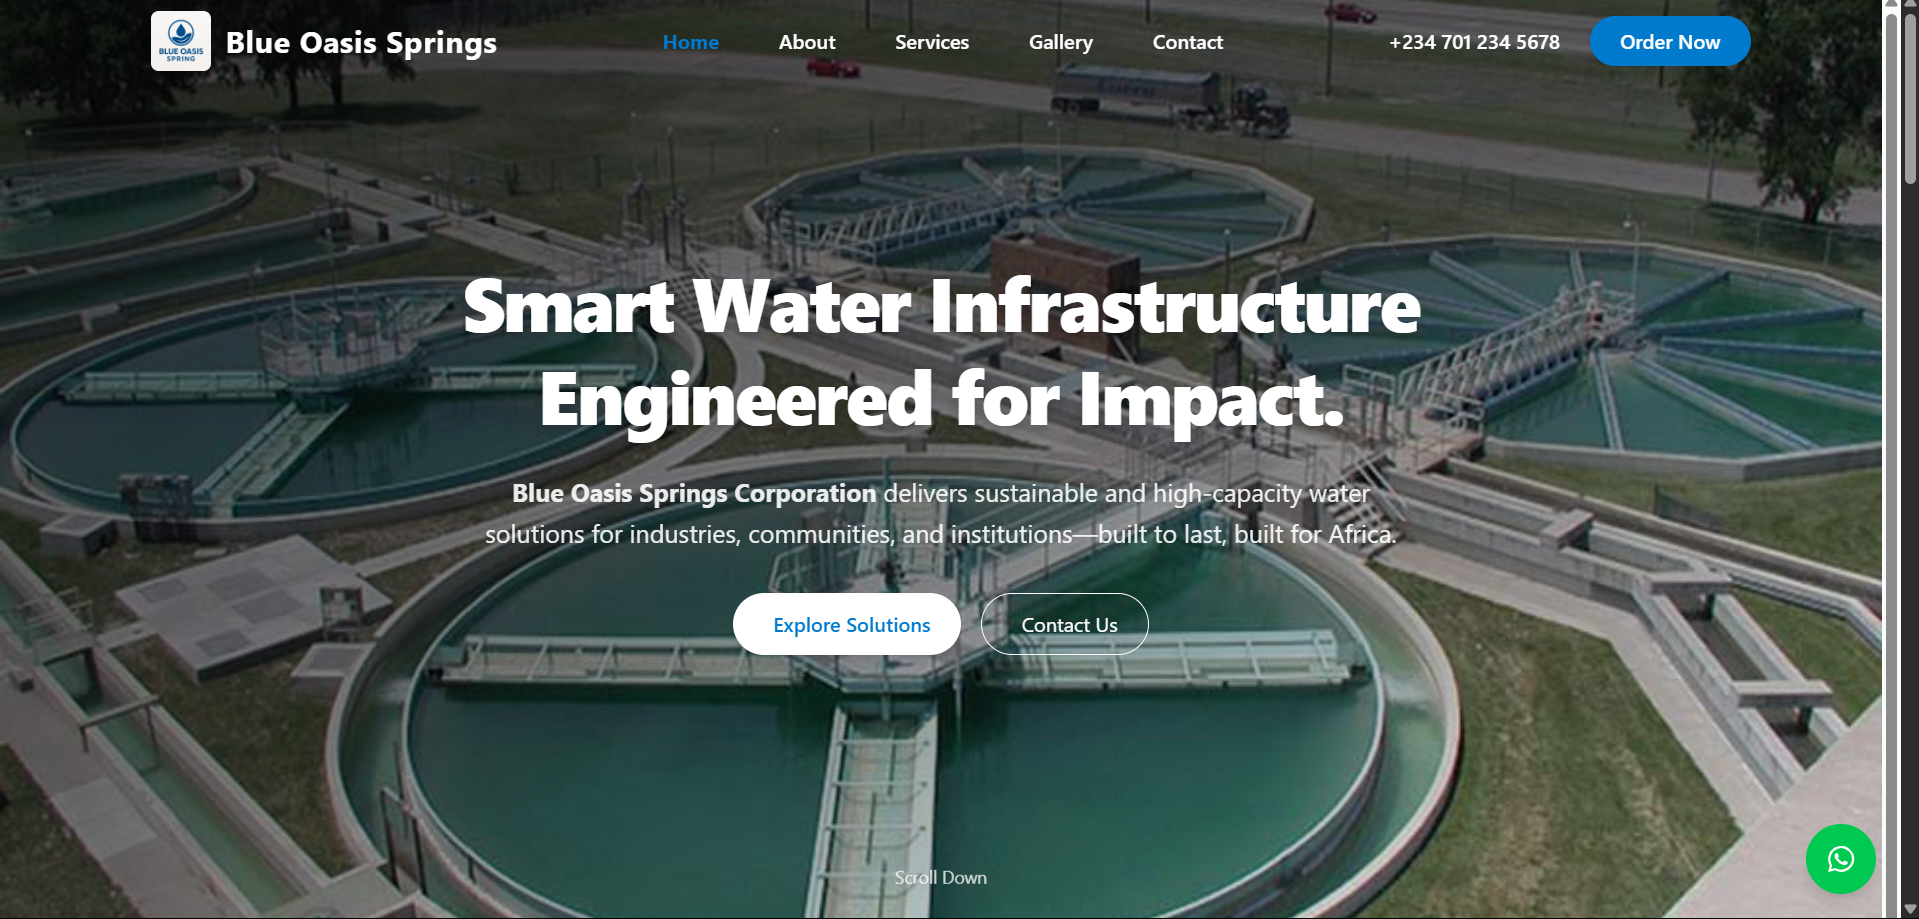 BLUE OASIS
SPRING
Blue Oasis Springs
Home
About
Services
Gallery
Contact
+234 701 234 5678
Order Now
Smart Water Infrastructure
Engineered for Impact.
Blue Oasis Springs Corporation delivers sustainable and high-capacity water
solutions for industries, communities, and institutions—built to last, built for Africa.
Explore Solutions
Contact Us
Scroll Down